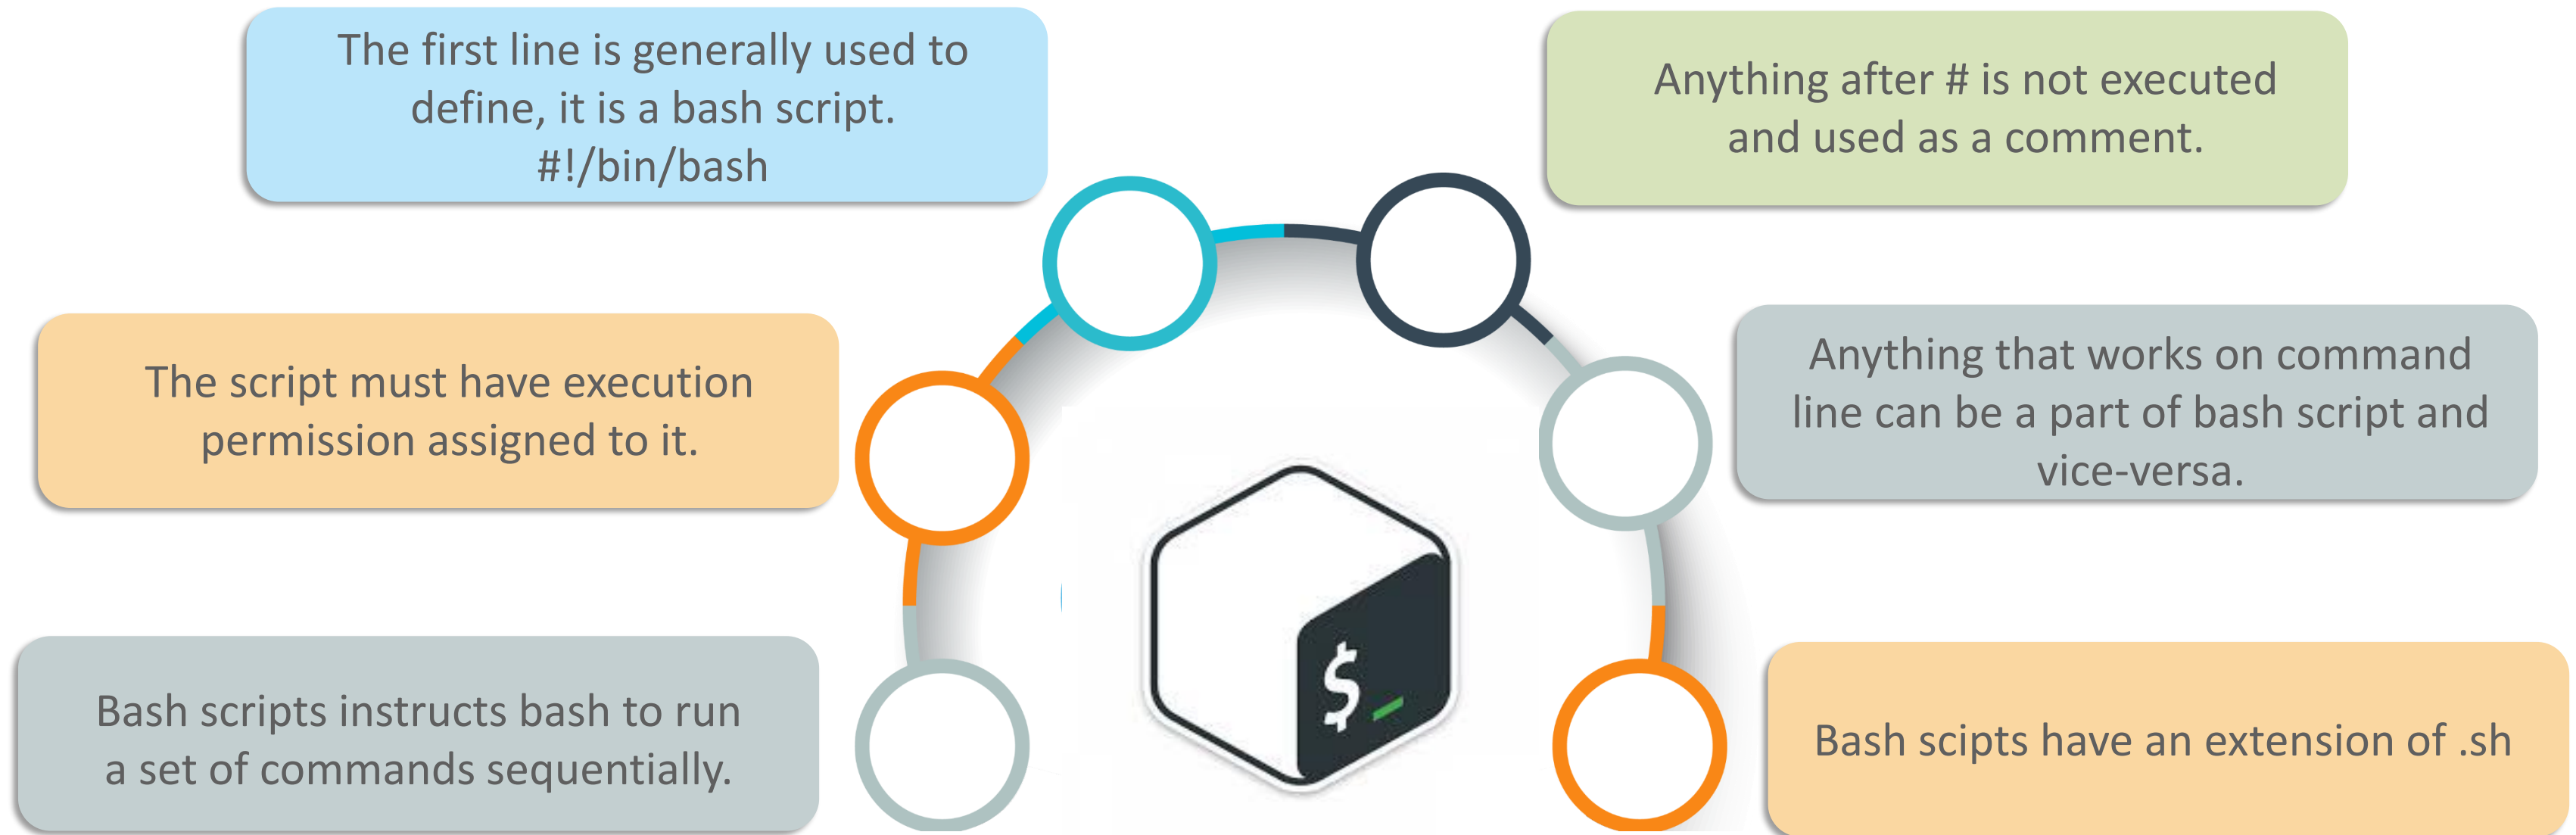 The first line is generally used to
define, it is a bash script.
#!/bin/bash
Anything after # is not executed
and used as a comment.
The script must have execution
permission assigned to it.
Anything that works on command
line can be a part of bash script and
vice-versa.
$_
Bash scripts instructs bash to run
a set of commands sequentially.
Bash scipts have an extension of .sh